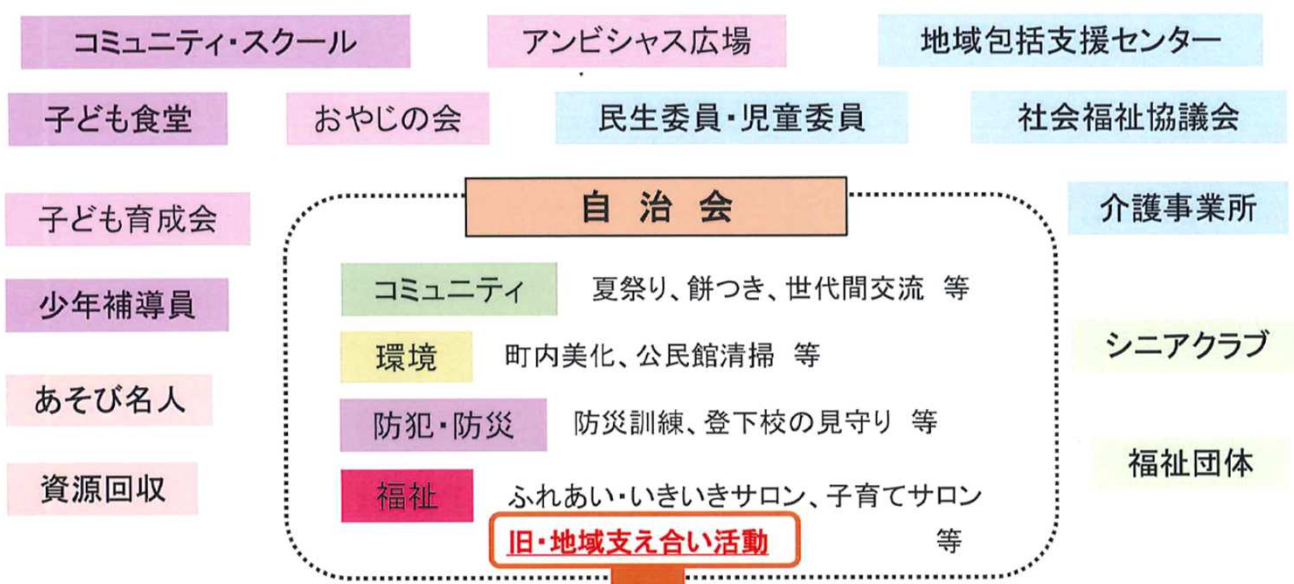 コミュニティ・スクール
アンビシャス広場
地域包括支援センター
子ども食堂
おやじの会
民生委員・児童委員
社会福祉協議会
子ども育成会
自治会
介護事業所
少年補導員
コミュニティ 夏祭り、餅つき、世代間交流 等
シニアクラブ
環境 町内美化、公民館清掃 等
あそび名人
防犯・防災 防災訓練、登下校の見守り 等
福祉団体
資源回収
福祉 ふれあい・いきいきサロン、子育てサロン
旧・地域支え合い活動 等